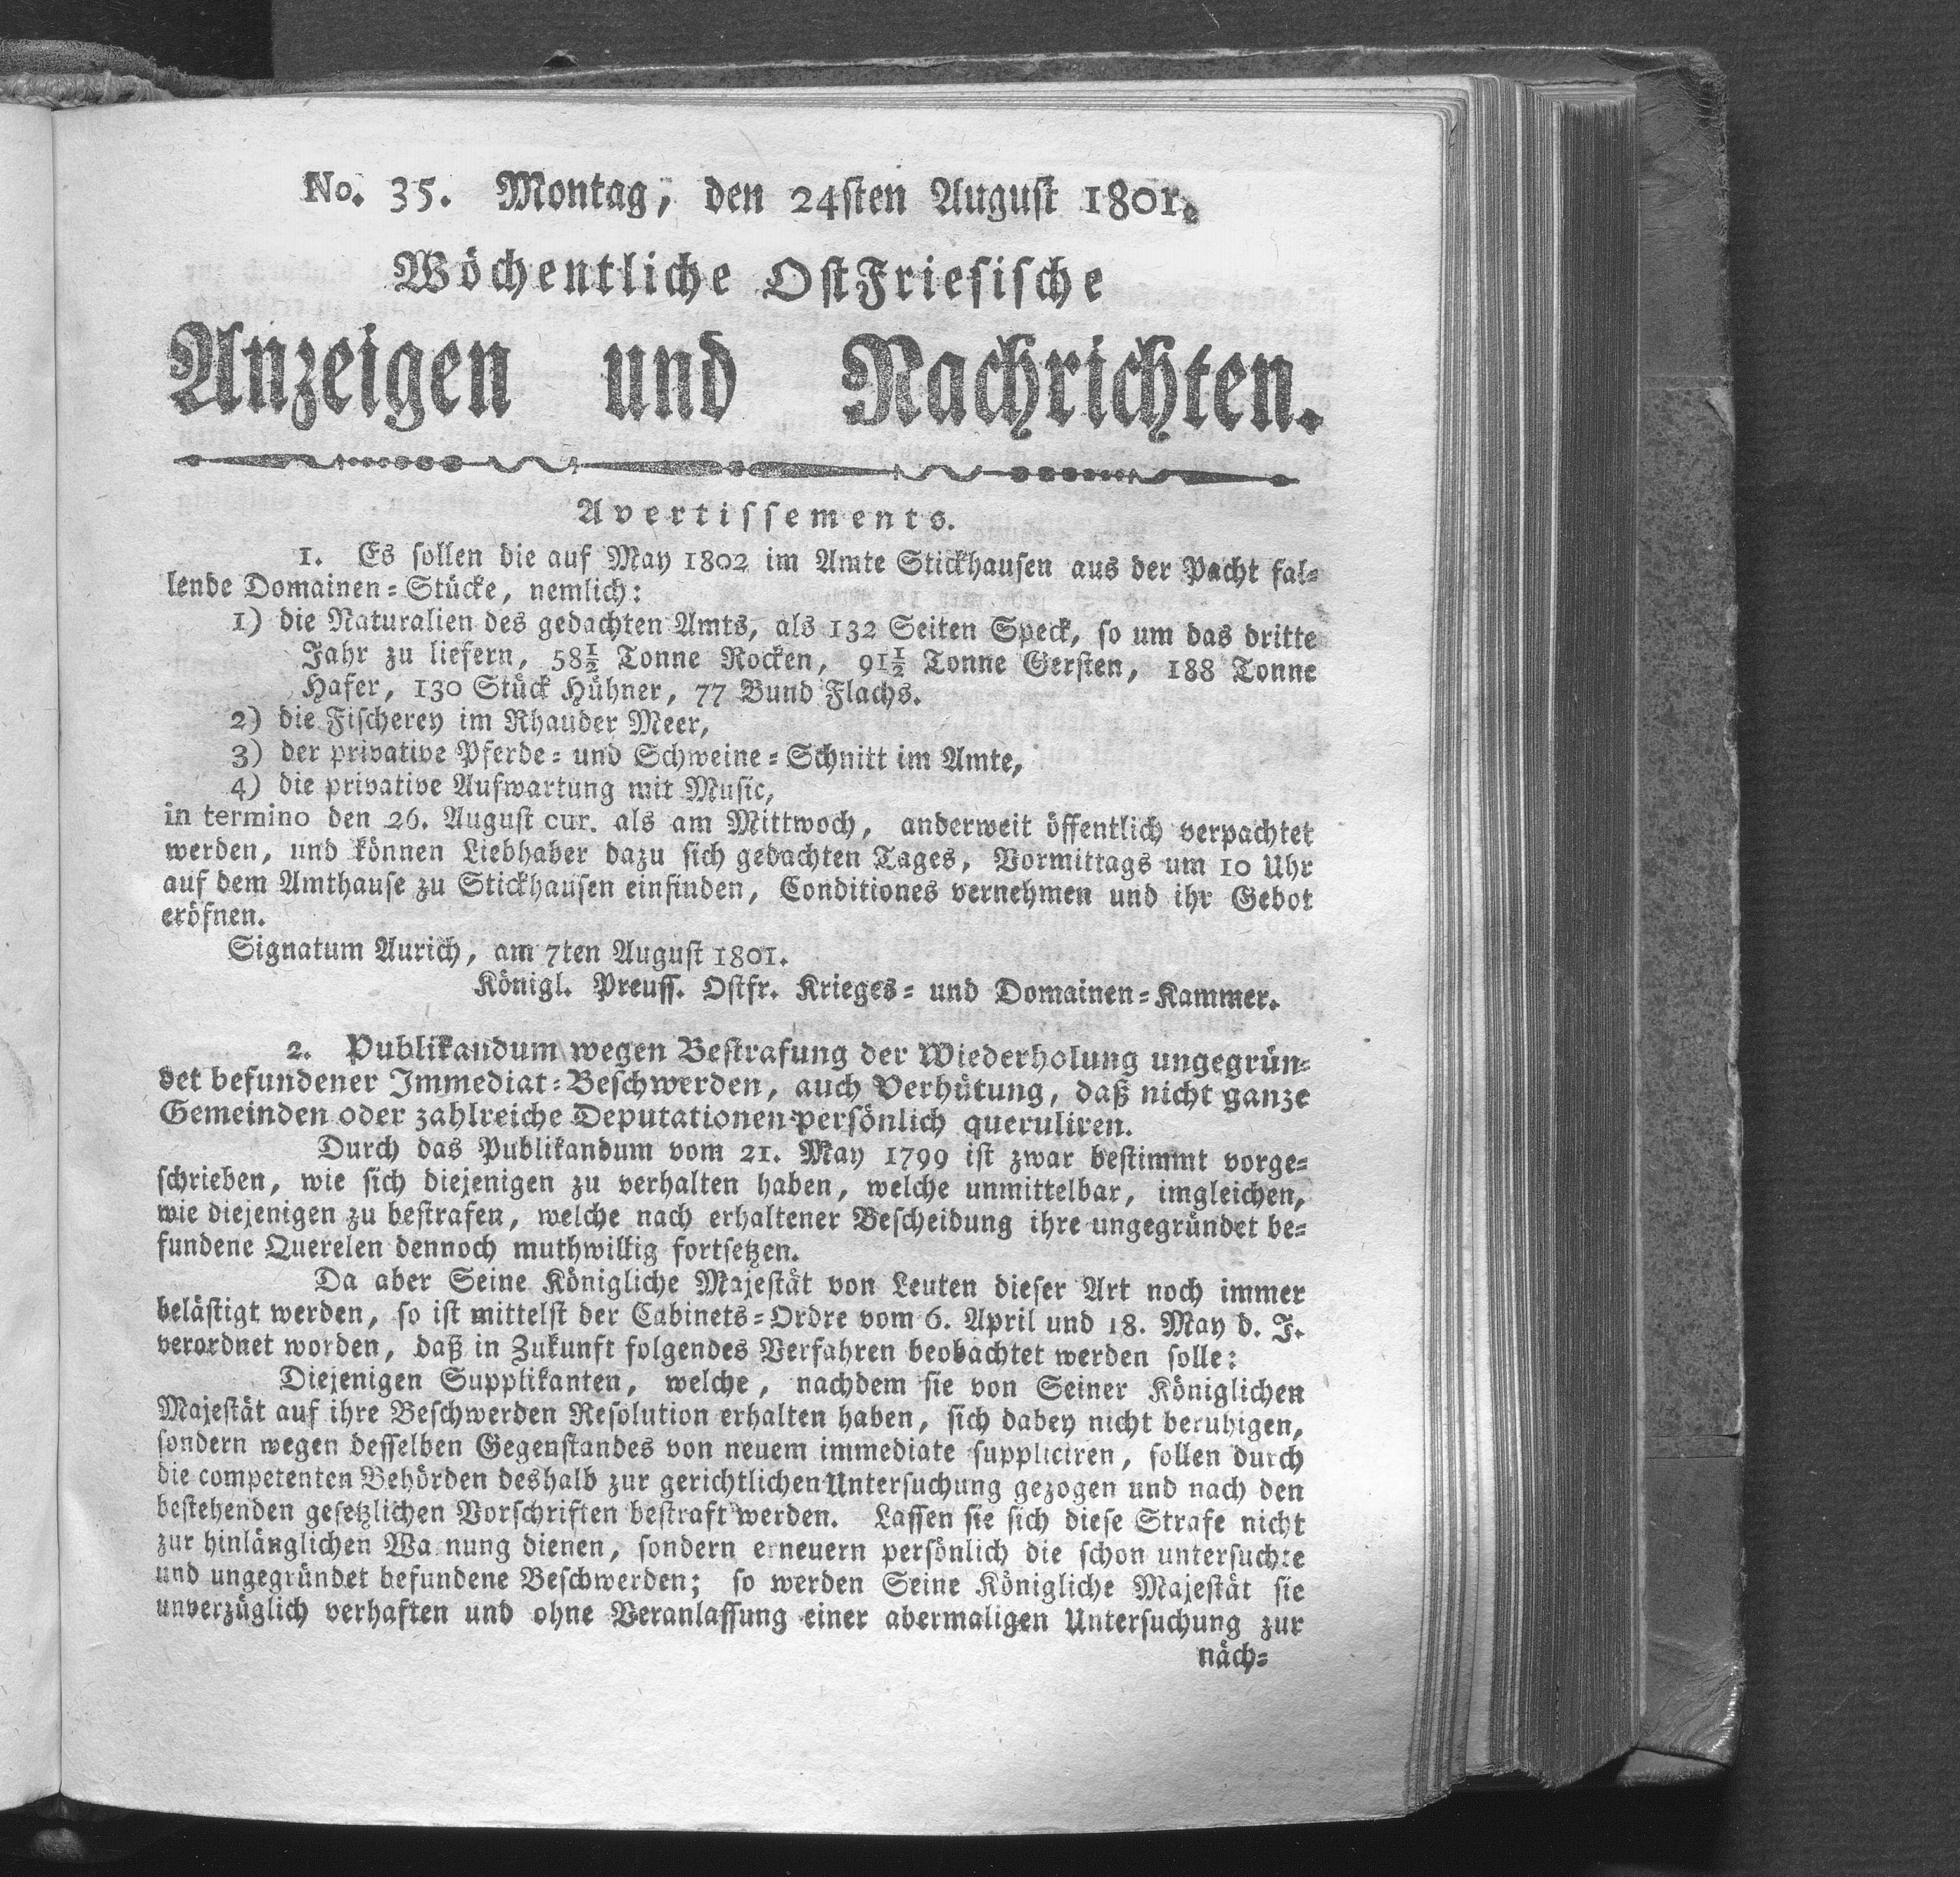 No. 35. Montag, den 24sten August 1801.
Wöchentliche OstFriesische
Anzeigen und Nachrichten.
Avertissements.
1. Es sollen die auf May 1802 im Amte Stickhausen aus der Pacht fal-
lende Domainen-Stücke, nemlich:
1) die Naturalien des gedachten Amts, als 132 Seiten Speck, so um das dritte
Jahr zu liefern, 58½ Tonne Rocken, 91½ Tonne Gersten, 188 Tonne
Hafer, 130 Stück Hühner, 77 Bund Flachs.
2) die Fischerey im Rhauder Meer,
3) der privative Pferde- und Schweine-Schnitt im Amte,
4) die privative Aufwartung mit Music,
in termino den 26. August cur. als am Mittwoch, anderweit öffentlich verpachtet
werden, und können Liebhaber dazu sich gedachten Tages, Vormittags um 10 Uhr
auf dem Amthause zu Stickhausen einfinden, Conditiones vernehmen und ihr Gebot
eröfnen.
Signatum Aurich, am 7ten August 1801.
Königl. Preuss. Ostfr. Krieges- und Domainen-Kammer.
2. Publikandum wegen Bestrafung der Wiederholung ungegrün-
det befundener Immediat-Beschwerden, auch Verhütung, daß nicht ganze
Gemeinden oder zahlreiche Deputationen persönlich queruliren.
Durch das Publikandum vom 21. May 1799 ist zwar bestimmt vorge-
schrieben, wie sich diejenigen zu verhalten haben, welche unmittelbar, imgleichen,
wie diejenigen zu bestrafen, welche nach erhaltener Bescheidung ihre ungegründet be-
fundene Querelen dennoch muthwillig fortsetzen.
Da aber Seine Königliche Majestät von Leuten dieser Art noch immer
belästigt werden, so ist mittelst der Cabinets-Ordre vom 6. April und 18. May d. J.
verordnet worden, daß in Zukunft folgendes Verfahren beobachtet werden solle:
Diejenigen Supplikanten, welche, nachdem sie von Seiner Königlichen
Majestät auf ihre Beschwerden Resolution erhalten haben, sich dabey nicht beruhigen,
sondern wegen desselben Gegenstandes von neuem immediate suppliciren, sollen durch
die competenten Behörden deshalb zur gerichtlichen Untersuchung gezogen und nach den
bestehenden gesetzlichen Vorschriften bestraft werden. Lassen sie sich diese Strafe nicht
zur hinlänglichen Wa nung dienen, sondern erneuern persönlich die schon untersuchte
und ungegründet befundene Beschwerden; so werden Seine Königliche Majestät sie
unverzüglich verhaften und ohne Veranlassung einer abermaligen Untersuchung zur
näch-